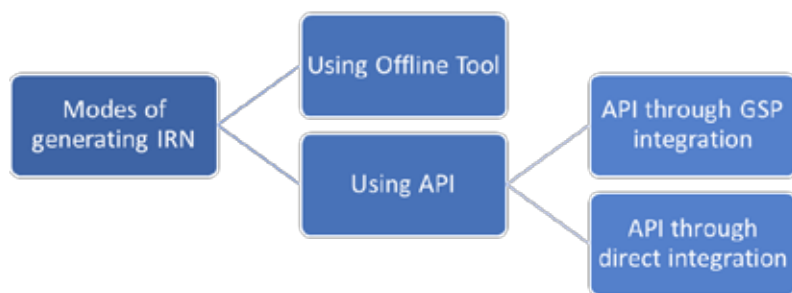 Modes of
generating IRN
Using Offline Tool
Using API
API through GSP
integration
API through
direct integration